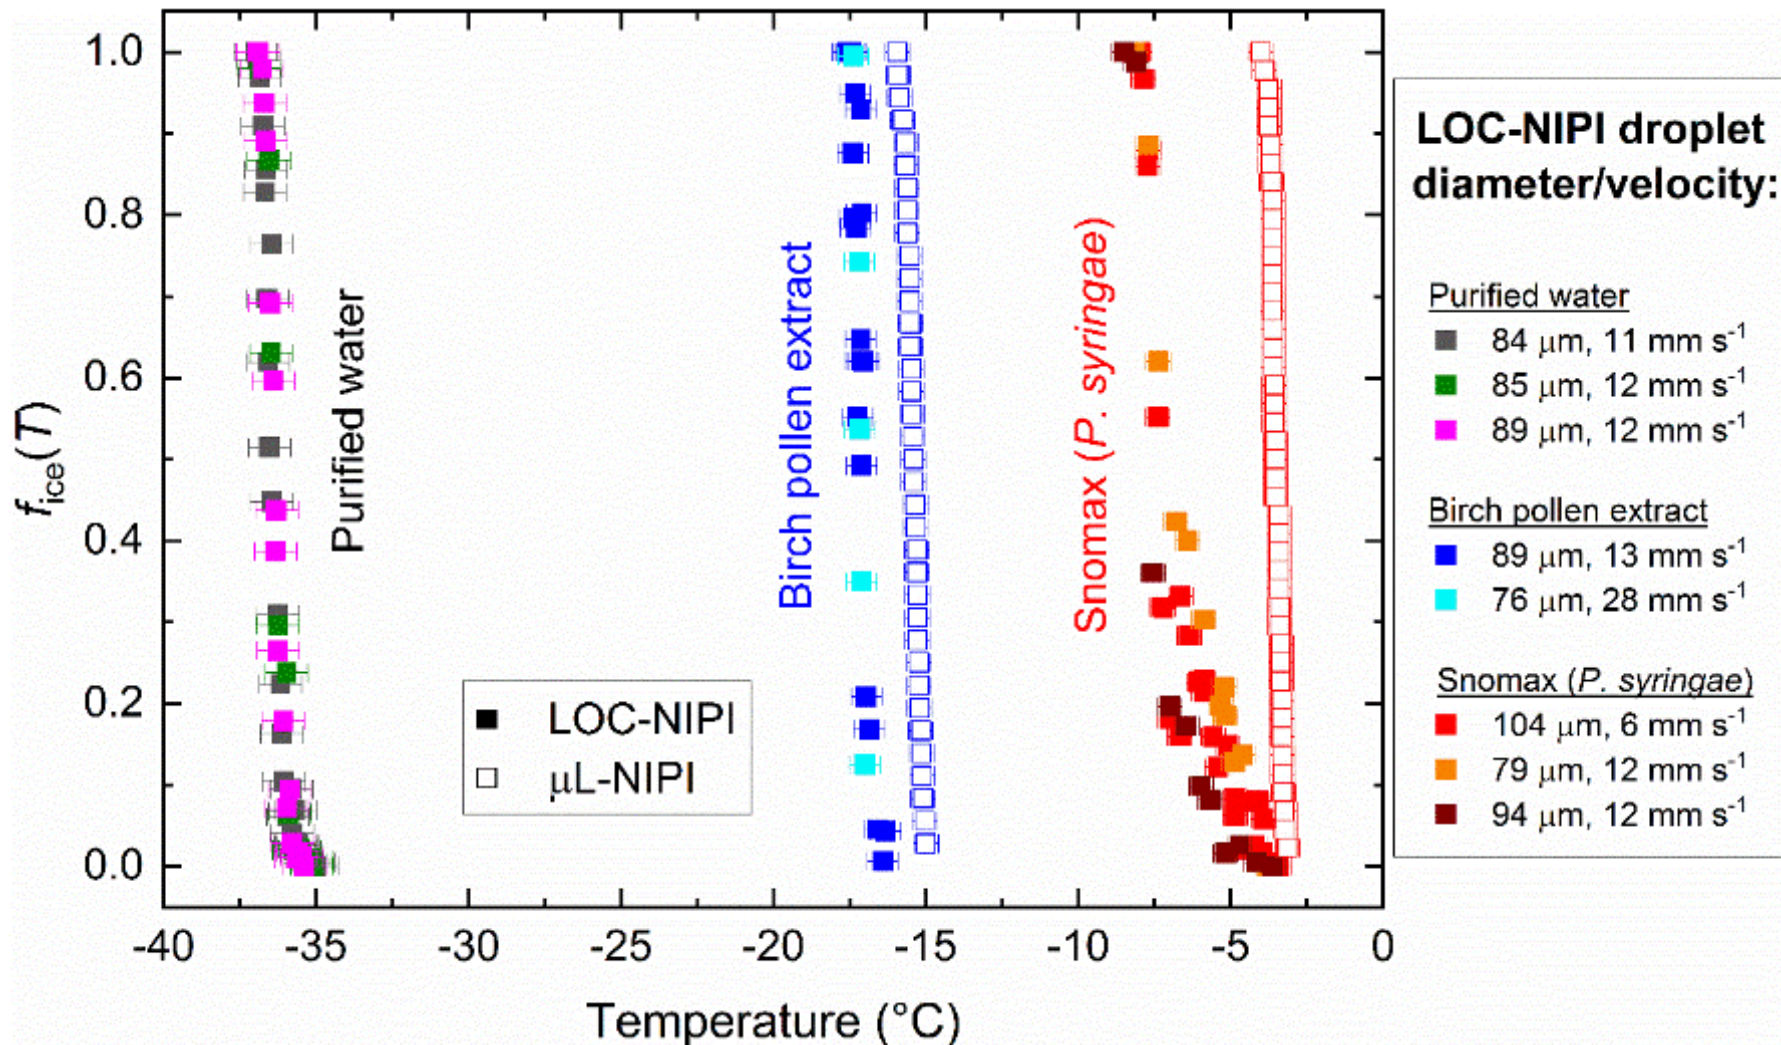 1.0
0.8
0.6
0.4
0.2
0.0
f_ice(T)
-40
-35
-30
-25
-20
-15
-10
-5
0
Temperature (°C)
Purified water
Birch pollen extract
Snomax (P. syringae)
LOC-NIPI
μL-NIPI
LOC-NIPI droplet
diameter/velocity:
Purified water
84 μm, 11 mm s⁻¹
85 μm, 12 mm s⁻¹
89 μm, 12 mm s⁻¹
Birch pollen extract
89 μm, 13 mm s⁻¹
76 μm, 28 mm s⁻¹
Snomax (P. syringae)
104 μm, 6 mm s⁻¹
79 μm, 12 mm s⁻¹
94 μm, 12 mm s⁻¹